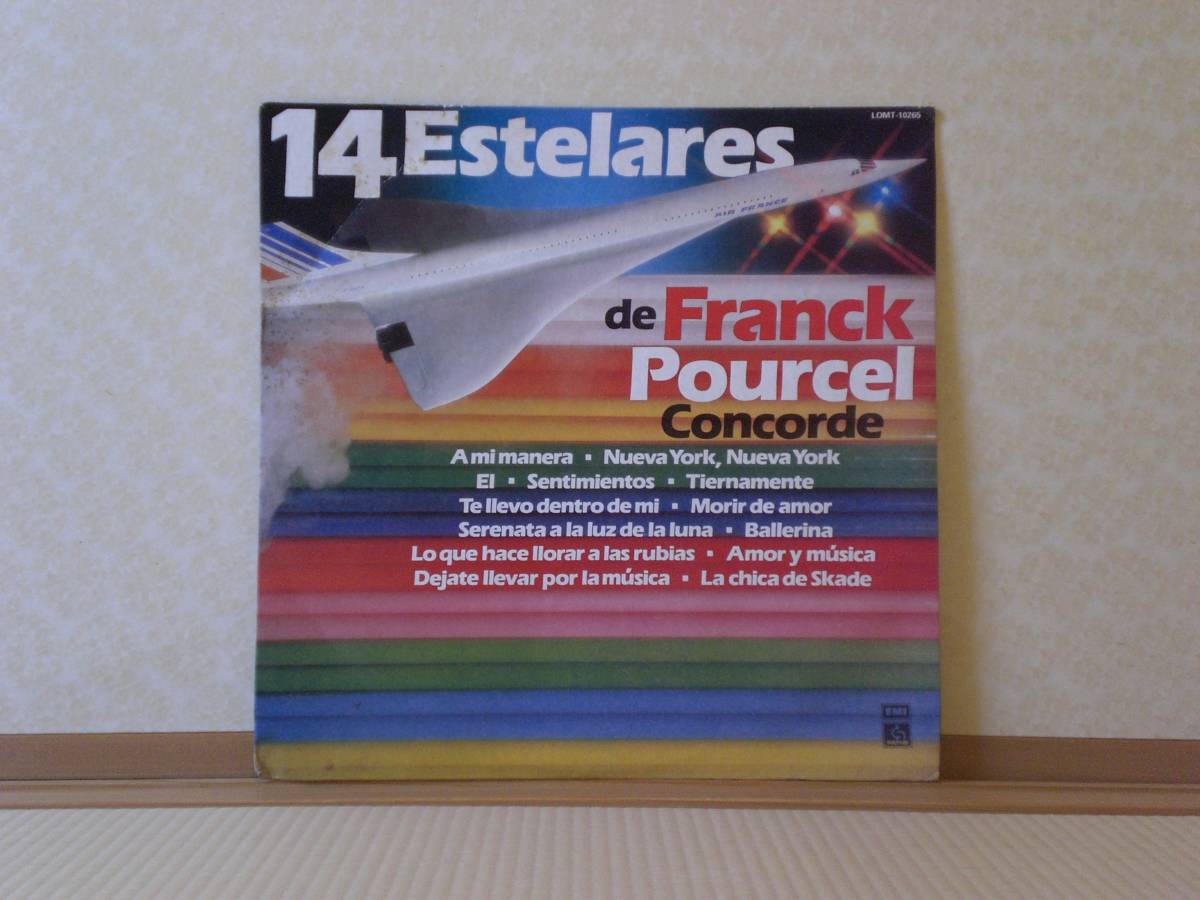 LOMT-10265
14 Estelares
AIR FRANCE
de Franck
Pourcel
Concorde
A mi manera ▪ Nueva York, Nueva York
El ▪ Sentimientos ▪ Tiernamente
Te llevo dentro de mi ▪ Morir de amor
Serenata a la luz de la luna ▪ Ballerina
Lo que hace llorar a las rubias ▪ Amor y música
Dejate llevar por la música ▪ La chica de Skade
EMI